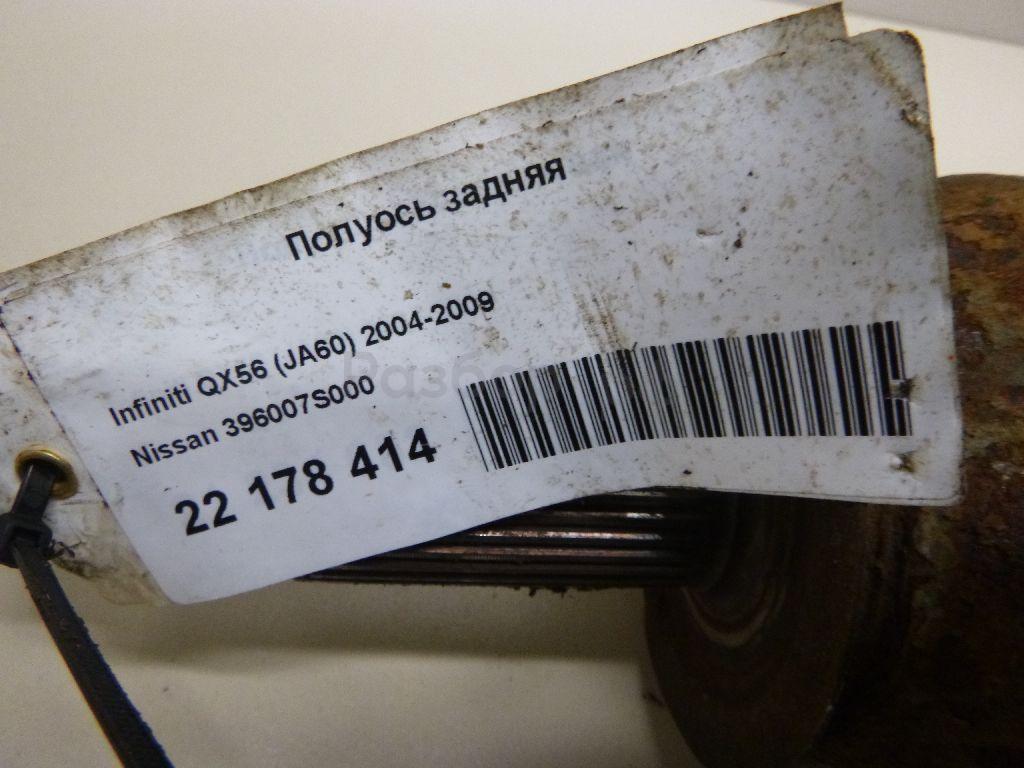 Полуось задняя
Infiniti QX56 (JA60) 2004-2009
Nissan 396007S000
22 178 414